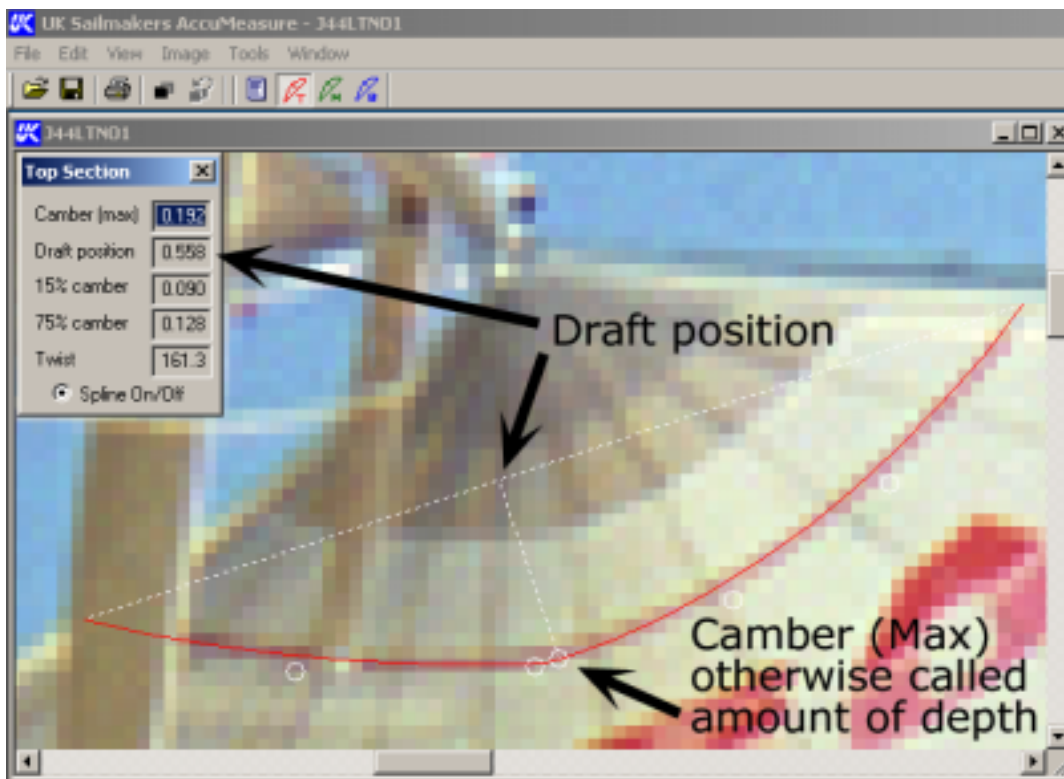 UK Sailmakers AccuMeasure - J44LTNO1
File Edit View Image Tools Window
J44LTNO1
Top Section
Camber (max) 0.192
Draft position 0.558
15% camber 0.090
75% camber 0.128
Twist 161.3
Spline On/Off
Draft position
Camber (Max)
otherwise called
amount of depth